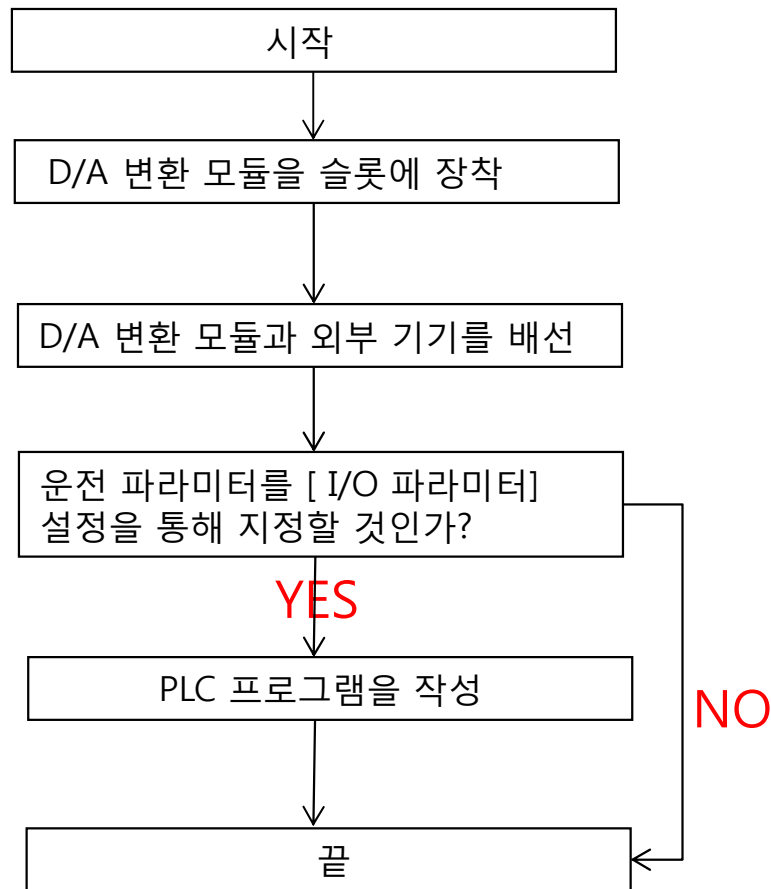 시작
D/A 변환 모듈을 슬롯에 장착
D/A 변환 모듈과 외부 기기를 배선
운전 파라미터를 [ I/O 파라미터]
설정을 통해 지정할 것인가?
YES
PLC 프로그램을 작성
NO
끝